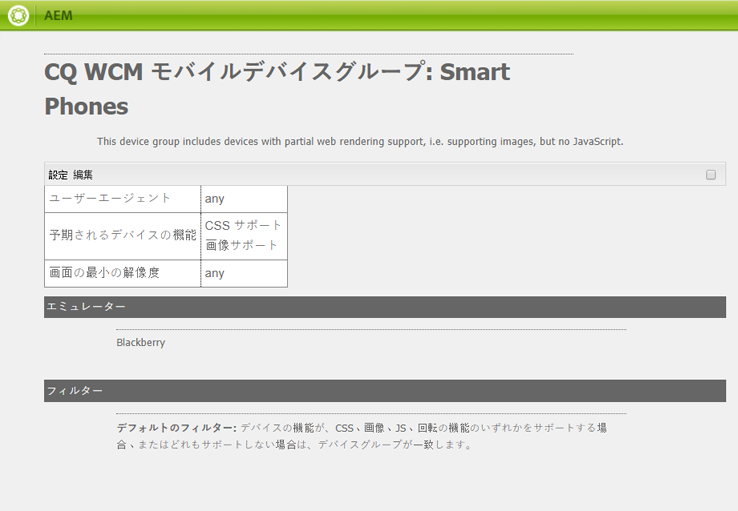 AEM
CQ WCM モバイルデバイスグループ: Smart
Phones
This device group includes devices with partial web rendering support, i.e. supporting images, but no JavaScript.
設定 編集
ユーザーエージェント any
予期されるデバイスの機能 CSS サポート
画像サポート
画面の最小の解像度 any
エミュレーター
Blackberry
フィルター
デフォルトのフィルター: デバイスの機能が、CSS、画像、JS、回転の機能のいずれかをサポートする場
合、またはどれもサポートしない場合は、デバイスグループが一致します。